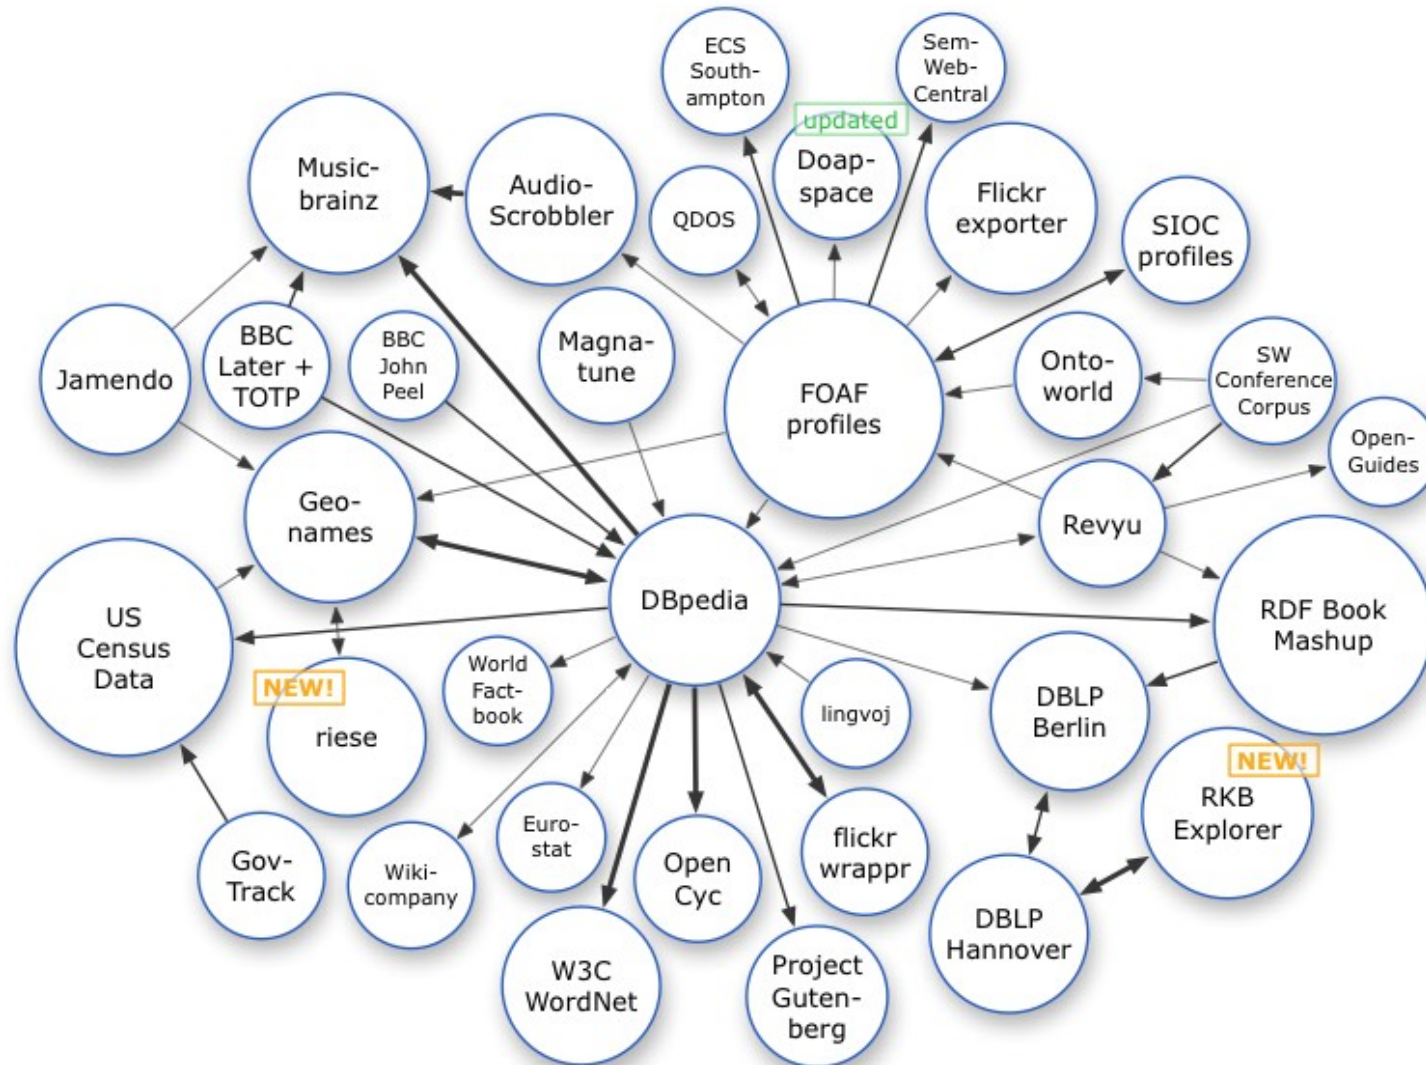 ECS
South-
ampton
Sem-
Web-
Central
updated
Doap-
space
Music-
brainz
Audio-
Scrobbler
QDOS
Flickr
exporter
SIOC
profiles
Jamendo
BBC
Later +
TOTP
BBC
John
Peel
Magna-
tune
FOAF
profiles
Onto-
world
SW
Conference
Corpus
Open-
Guides
Geo-
names
Revyu
DBpedia
US
Census
Data
RDF Book
Mashup
World
Fact-
book
lingvoj
DBLP
Berlin
NEW!
riese
NEW!
RKB
Explorer
Gov-
Track
Wiki-
company
Euro-
stat
Open
Cyc
flickr
wrappr
DBLP
Hannover
W3C
WordNet
Project
Guten-
berg